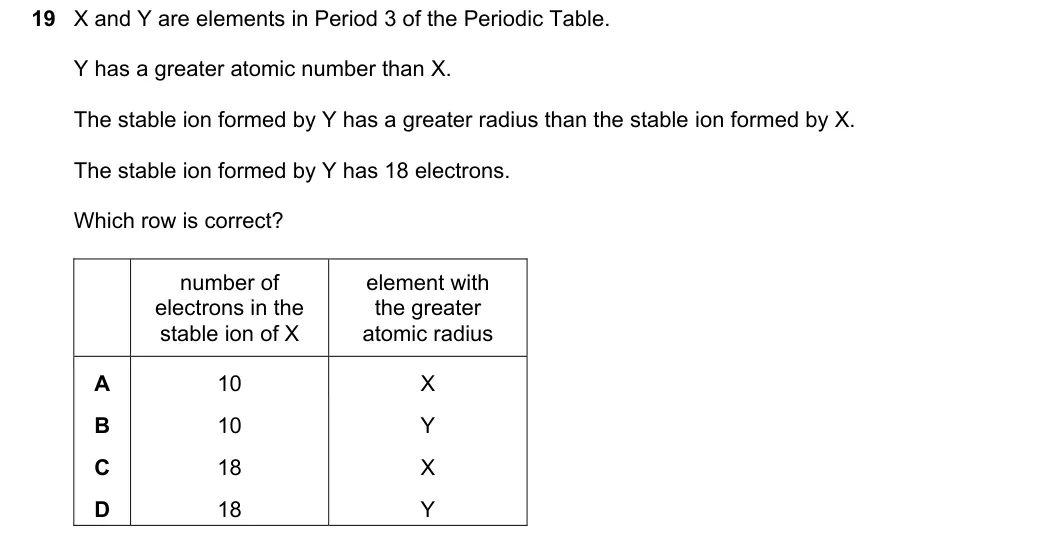 19 X and Y are elements in Period 3 of the Periodic Table.
Y has a greater atomic number than X.
The stable ion formed by Y has a greater radius than the stable ion formed by X.
The stable ion formed by Y has 18 electrons.
Which row is correct?
number of electrons in the stable ion of X | element with the greater atomic radius
A 10 X
B 10 Y
C 18 X
D 18 Y